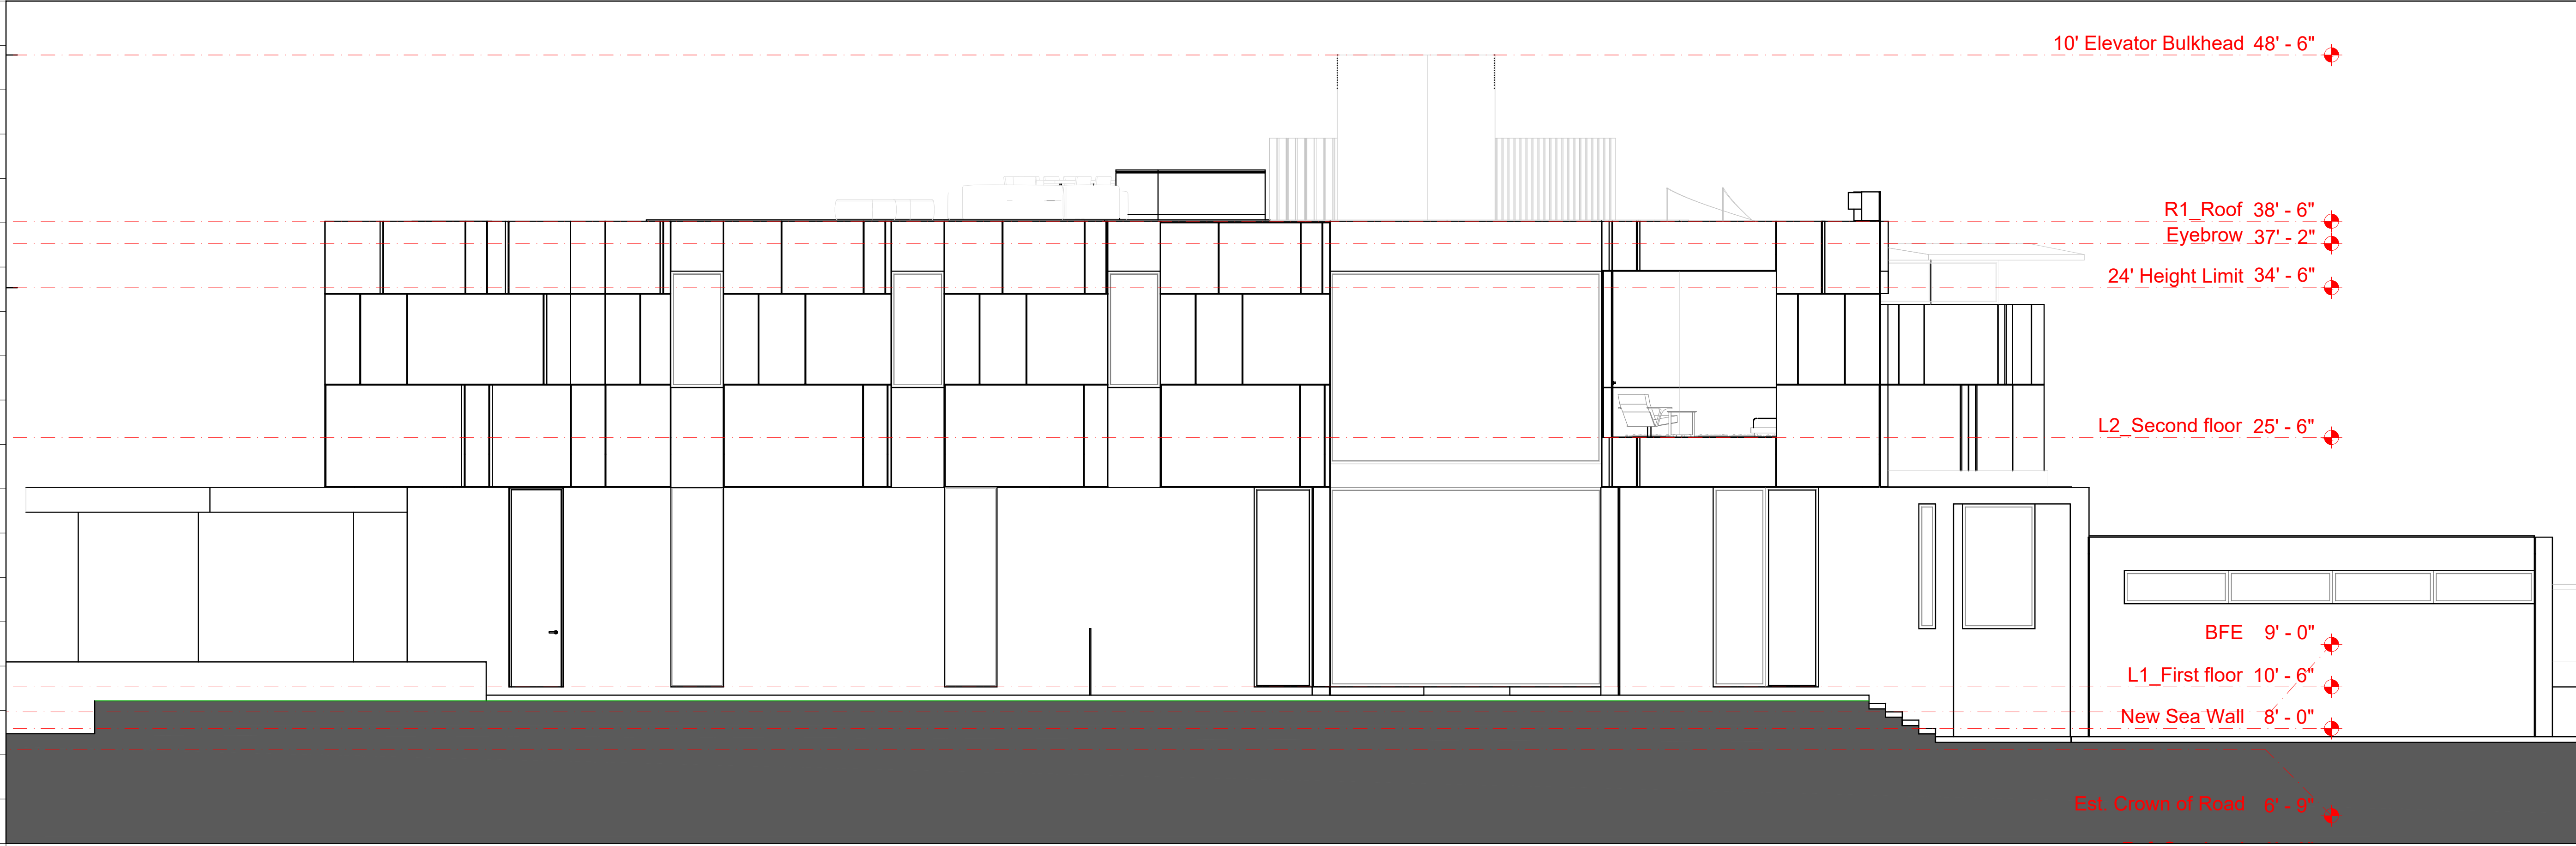 10' Elevator Bulkhead 48' - 6"
R1_Roof 38' - 6"
Eyebrow 37' - 2"
24' Height Limit 34' - 6"
L2_Second floor 25' - 6"
BFE 9' - 0"
L1_First floor 10' - 6"
New Sea Wall 8' - 0"
Est. Crown of Road 6' - 9"